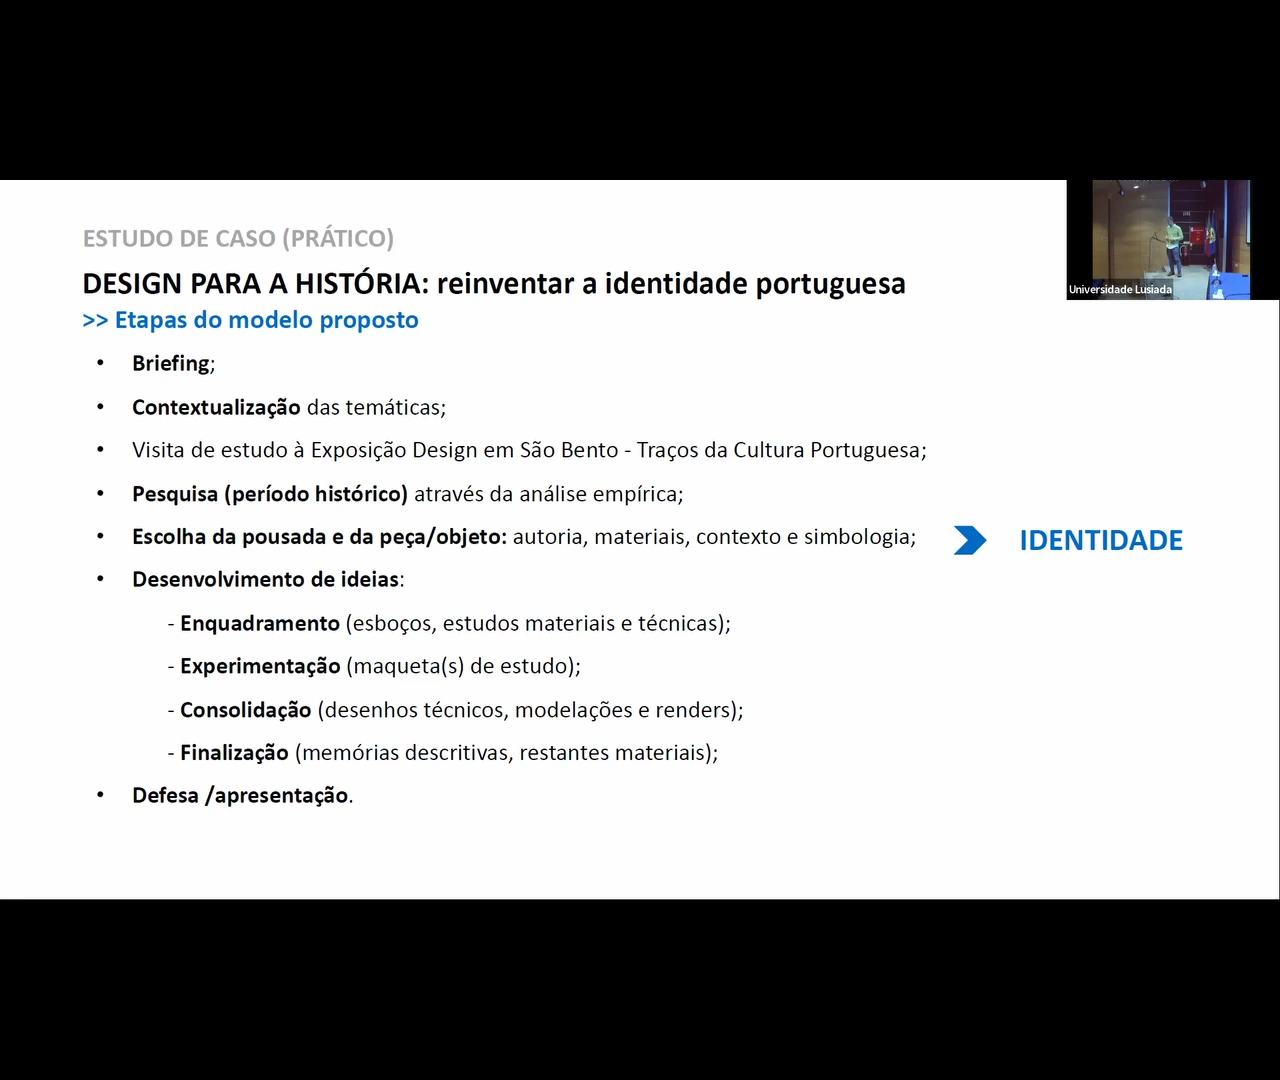 ESTUDO DE CASO (PRÁTICO)
DESIGN PARA A HISTÓRIA: reinventar a identidade portuguesa
>> Etapas do modelo proposto
• Briefing;
• Contextualização das temáticas;
• Visita de estudo à Exposição Design em São Bento - Traços da Cultura Portuguesa;
• Pesquisa (período histórico) através da análise empírica;
• Escolha da pousada e da peça/objeto: autoria, materiais, contexto e simbologia;
IDENTIDADE
• Desenvolvimento de ideias:
- Enquadramento (esboços, estudos materiais e técnicas);
- Experimentação (maqueta(s) de estudo);
- Consolidação (desenhos técnicos, modelações e renders);
- Finalização (memórias descritivas, restantes materiais);
• Defesa /apresentação.
Universidade Lusíada